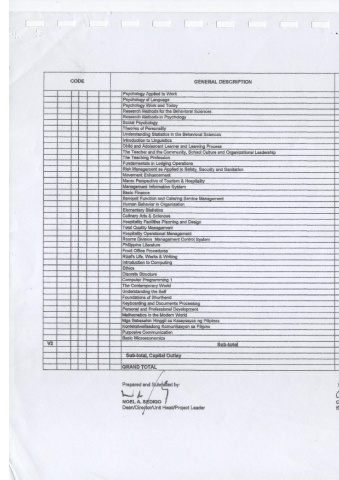 CODE
GENERAL DESCRIPTION
Psychology Applied to Work
Psychology of Language
Psychology Work and Today
Research Methods for the Behavioral Sciences
Research Methods in Psychology
Social Psychology
Theories of Personality
Understanding Statistics in the Behavioral Sciences
Introduction to Linguistics
Child and Adolescent Learner and Learning Process
The Teacher and the Community, School Culture and Organizational Leadership
The Teaching Profession
Fundamentals in Lodging Operations
Risk Management as Applied to Safety, Security and Sanitation
Movement Enhancement
Macro Perspective of Tourism & Hospitality
Management Information System
Basic Finance
Banquet Function and Catering Service Management
Human Behavior in Organization
Elementary Statistics
Culinary Arts & Sciences
Hospitality Facilities Planning and Design
Total Quality Management
Hospitality Operational Management
Rooms Division Management Control System
Philippine Literature
Front Office Procedures
Rizal's Life, Works & Writing
Introduction to Computing
Ethics
Discrete Structure
Computer Programming 1
The Contemporary World
Understanding the Self
Foundations of Shorthand
Keyboarding and Documents Processing
Personal and Professional Development
Mathematics in the Modern World
Mga Babasahin Hinggil sa Kasaysayan ng Pilipinas
Kontekstwalisadong Komunikasyon sa Filipino
Purposive Communication
Basic Microeconomics
Sub-total
Sub-total, Capital Outlay
GRAND TOTAL
Prepared and Submitted by:
NOEL A.
Dean/Director/Unit Head/Project Leader